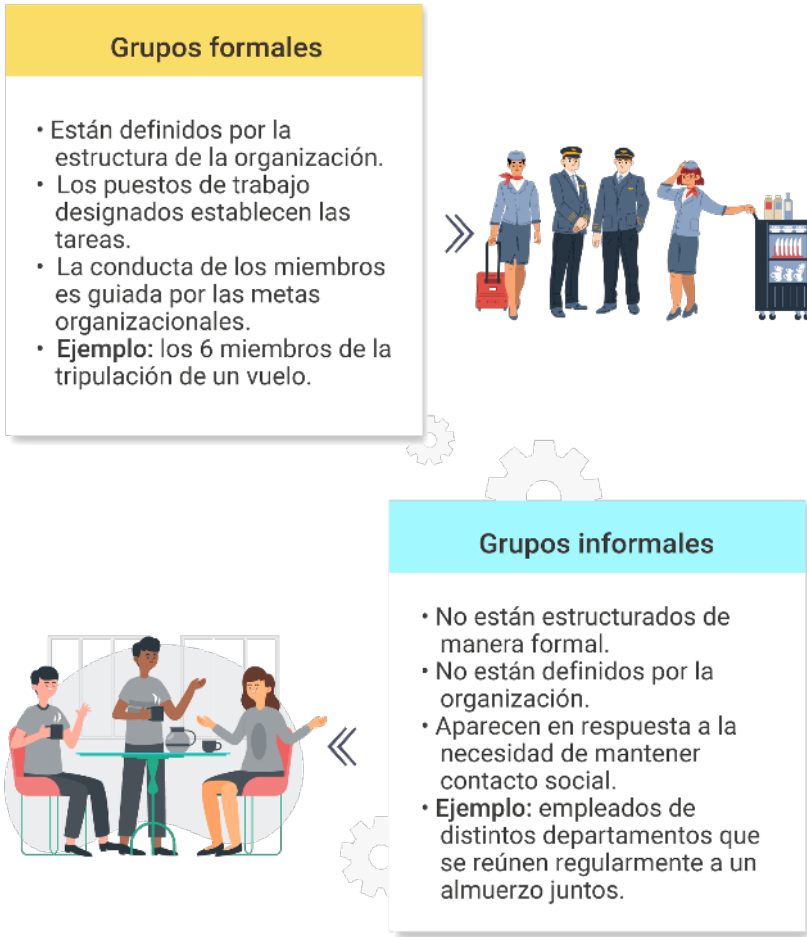 Grupos formales
• Están definidos por la
estructura de la organización.
• Los puestos de trabajo
designados establecen las
tareas.
• La conducta de los miembros
es guiada por las metas
organizacionales.
• Ejemplo: los 6 miembros de la
tripulación de un vuelo.
Grupos informales
• No están estructurados de
manera formal.
• No están definidos por la
organización.
• Aparecen en respuesta a la
necesidad de mantener
contacto social.
• Ejemplo: empleados de
distintos departamentos que
se reúnen regularmente a un
almuerzo juntos.